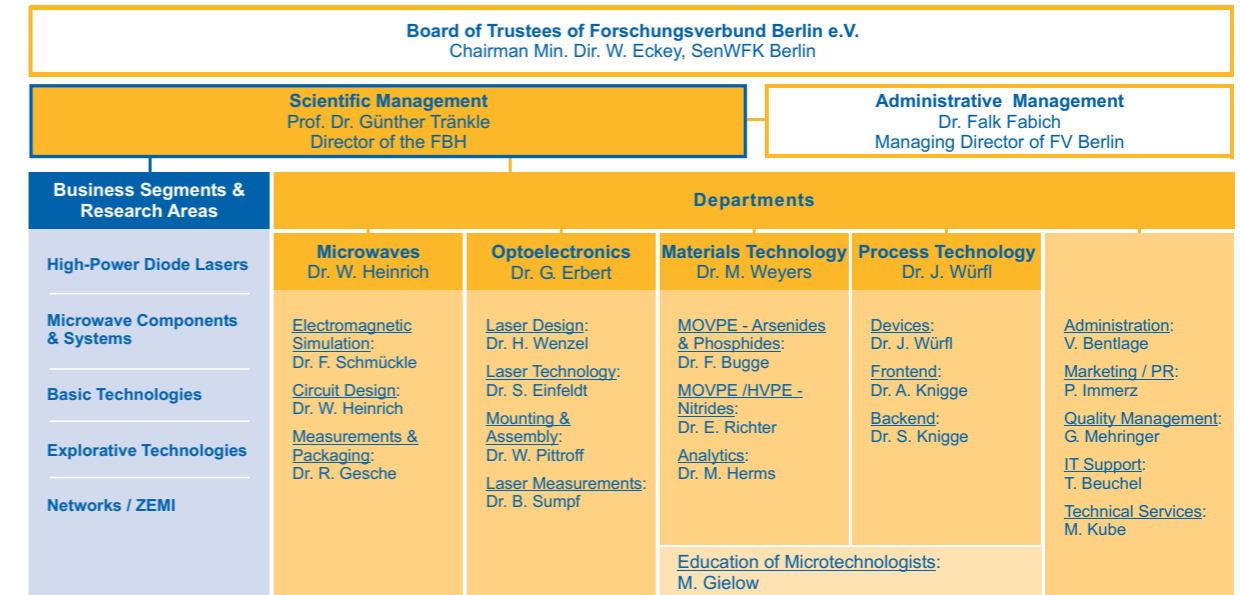 Board of Trustees of Forschungsverbund Berlin e.V.
Chairman Min. Dir. W. Eckey, SenWFK Berlin
Scientific Management
Prof. Dr. Günther Tränkle
Director of the FBH
Administrative Management
Dr. Falk Fabich
Managing Director of FV Berlin
Business Segments &
Research Areas
High-Power Diode Lasers
Microwave Components
& Systems
Basic Technologies
Explorative Technologies
Networks / ZEMI
Departments
Microwaves
Dr. W. Heinrich
Electromagnetic
Simulation:
Dr. F. Schmückle
Circuit Design:
Dr. W. Heinrich
Measurements &
Packaging:
Dr. R. Gesche
Optoelectronics
Dr. G. Erbert
Laser Design:
Dr. H. Wenzel
Laser Technology:
Dr. S. Einfeldt
Mounting &
Assembly:
Dr. W. Pittroff
Laser Measurements:
Dr. B. Sumpf
Materials Technology
Dr. M. Weyers
MOVPE - Arsenides
& Phosphides:
Dr. F. Bugge
MOVPE /HVPE -
Nitrides:
Dr. E. Richter
Analytics:
Dr. M. Herms
Process Technology
Dr. J. Würfl
Devices:
Dr. J. Würfl
Frontend:
Dr. A. Knigge
Backend:
Dr. S. Knigge
Education of Microtechnologists:
M. Gielow
Administration:
V. Bentlage
Marketing / PR:
P. Immerz
Quality Management:
G. Mehringer
IT Support:
T. Beuchel
Technical Services:
M. Kube